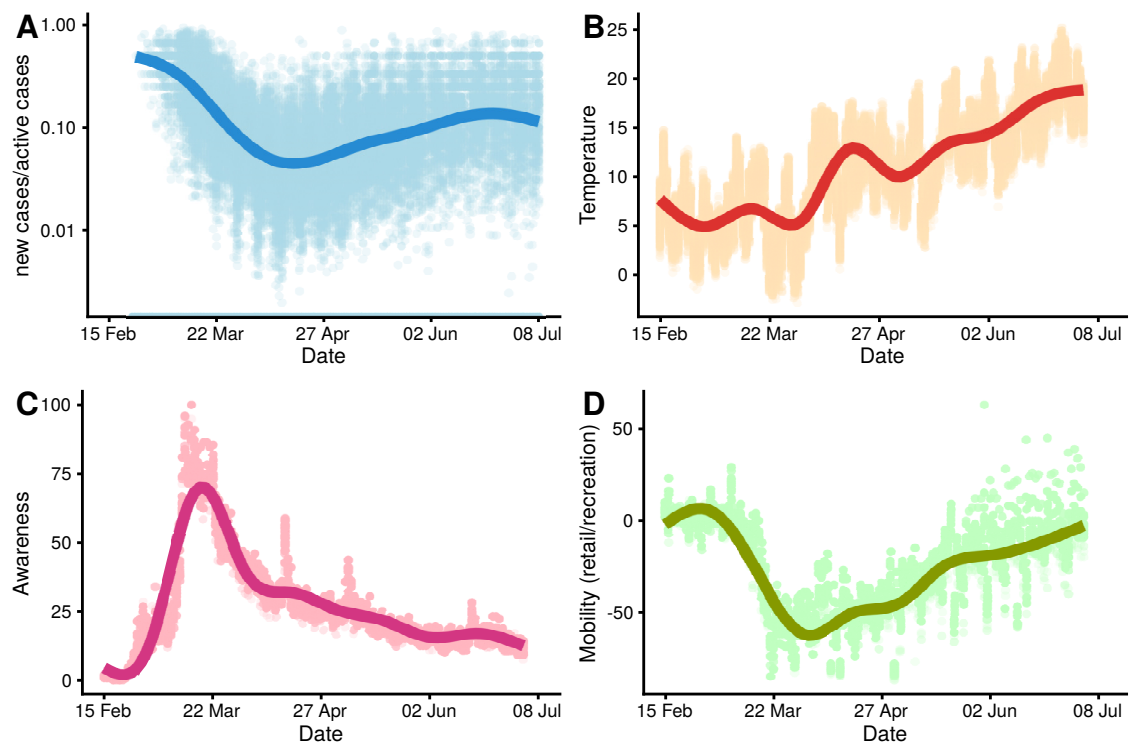 A
new cases/active cases
1.00
0.10
0.01
15 Feb 22 Mar 27 Apr 02 Jun 08 Jul
Date
B
Temperature
25
20
15
10
5
0
15 Feb 22 Mar 27 Apr 02 Jun 08 Jul
Date
C
Awareness
100
75
50
25
0
15 Feb 22 Mar 27 Apr 02 Jun 08 Jul
Date
D
Mobility (retail/recreation)
50
0
-50
15 Feb 22 Mar 27 Apr 02 Jun 08 Jul
Date